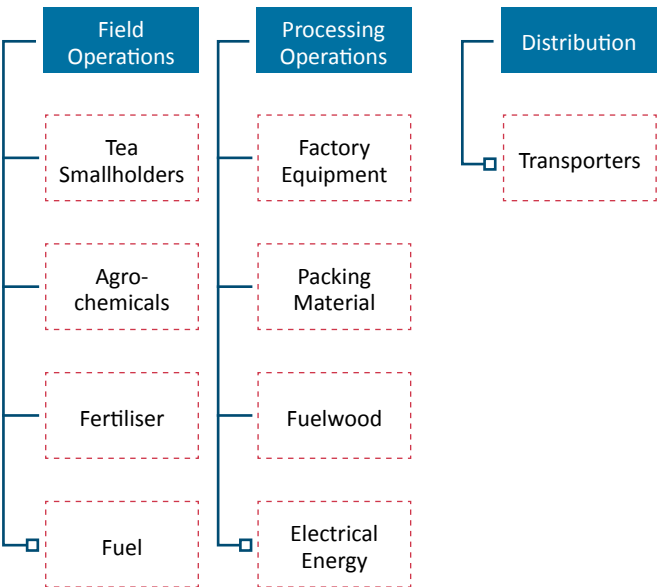 Field
Operations
Tea
Smallholders
Agro-
chemicals
Fertiliser
Fuel
Processing
Operations
Factory
Equipment
Packing
Material
Fuelwood
Electrical
Energy
Distribution
Transporters